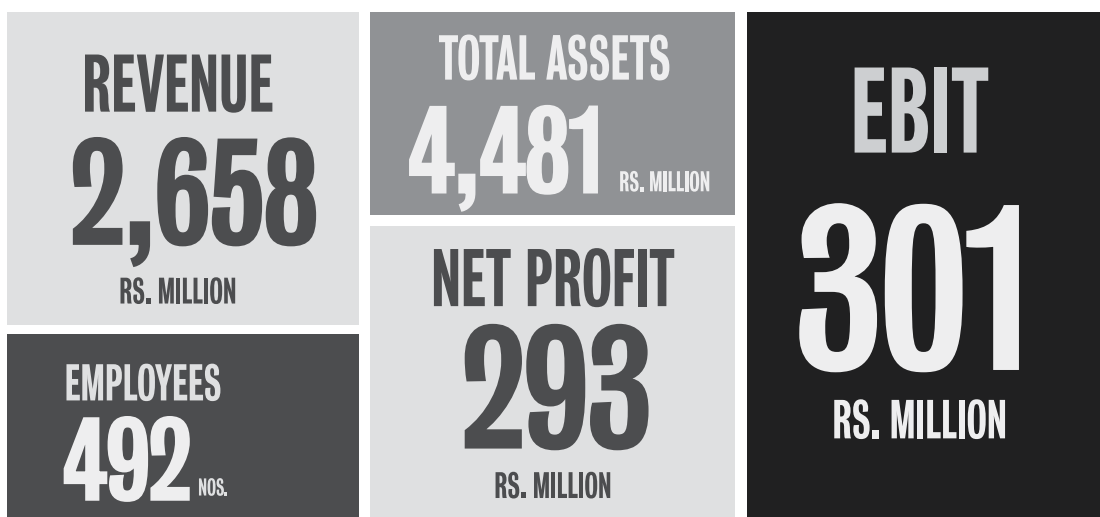 REVENUE
2,658
RS. MILLION
EMPLOYEES
492 NOS.
TOTAL ASSETS
4,481 RS. MILLION
NET PROFIT
293
RS. MILLION
EBIT
301
RS. MILLION